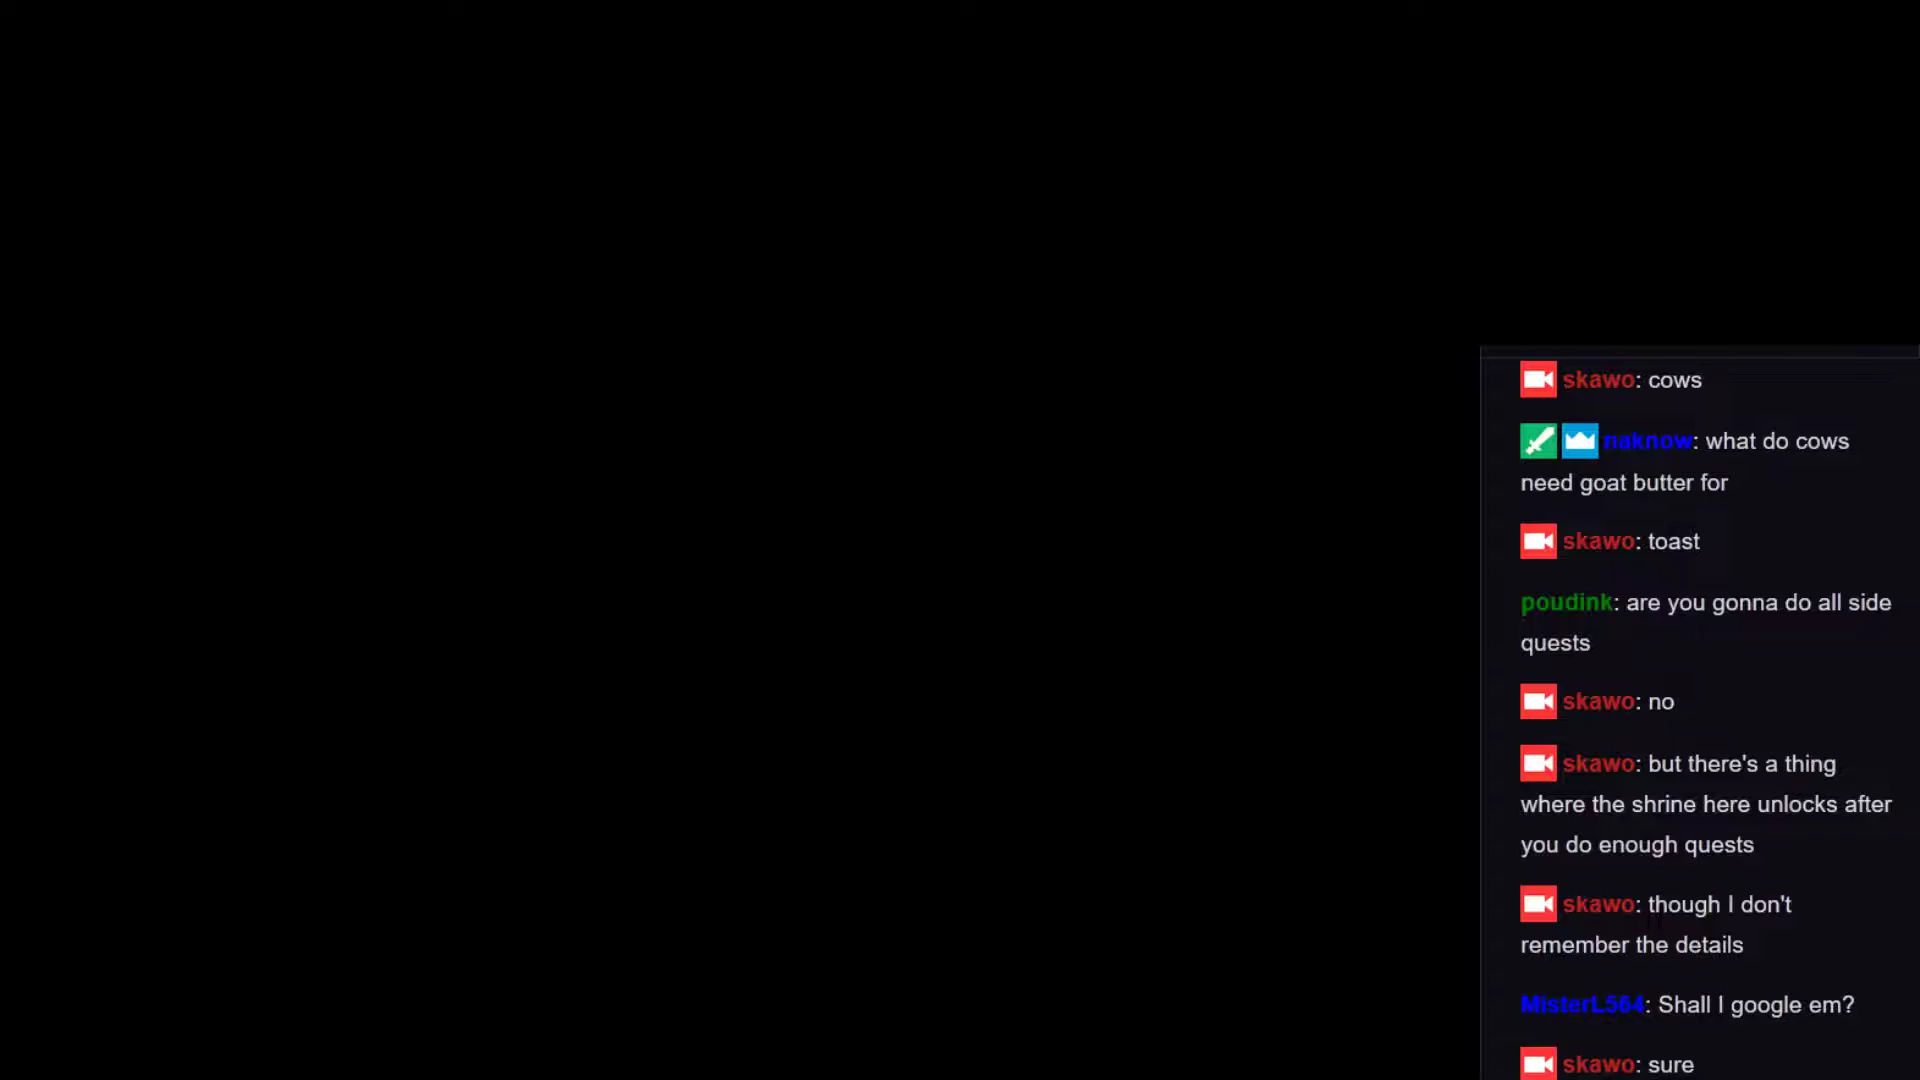 skawo: cows
naknow: what do cows
need goat butter for
skawo: toast
poudink: are you gonna do all side
quests
skawo: no
skawo: but there's a thing
where the shrine here unlocks after
you do enough quests
skawo: though I don't
remember the details
MisterL564: Shall I google em?
skawo: sure